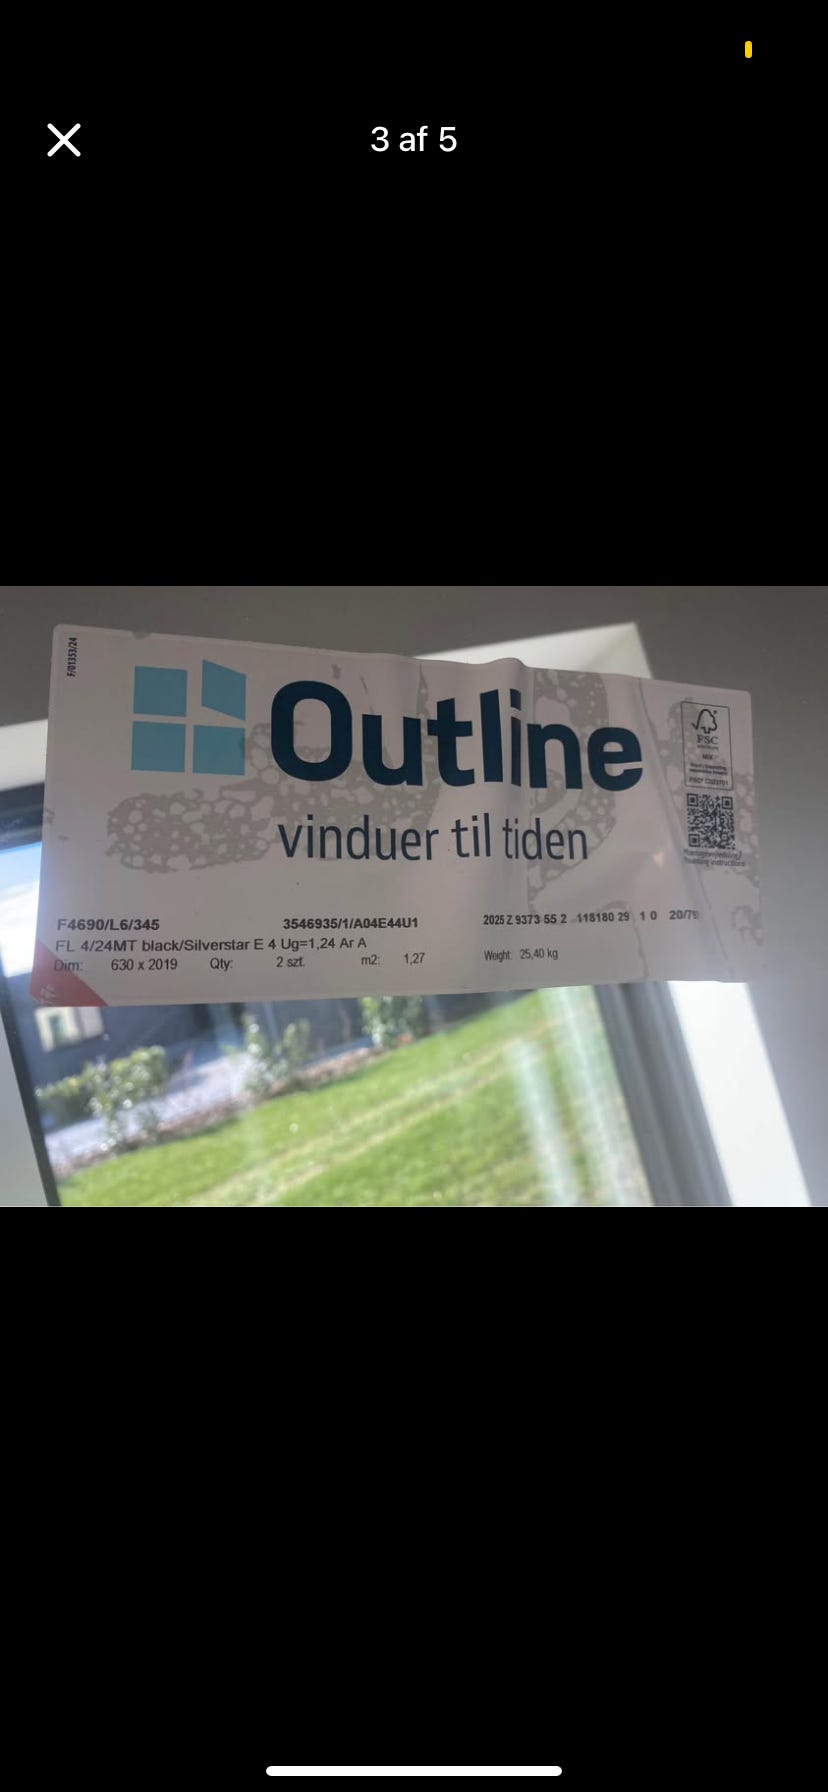 3 af 5
F/01353/24
Outline
vinduer til tiden
FSC
MIX
F4690/L6/345 3546935/1/A04E44U1 2025 Z 9373 55 2 118180 29 1 0 20/79
FL 4/24MT black/Silverstar E 4 Ug=1,24 Ar A
Dim: 630 x 2019 Qty: 2 szt. m2: 1,27 Weight: 25,40 kg